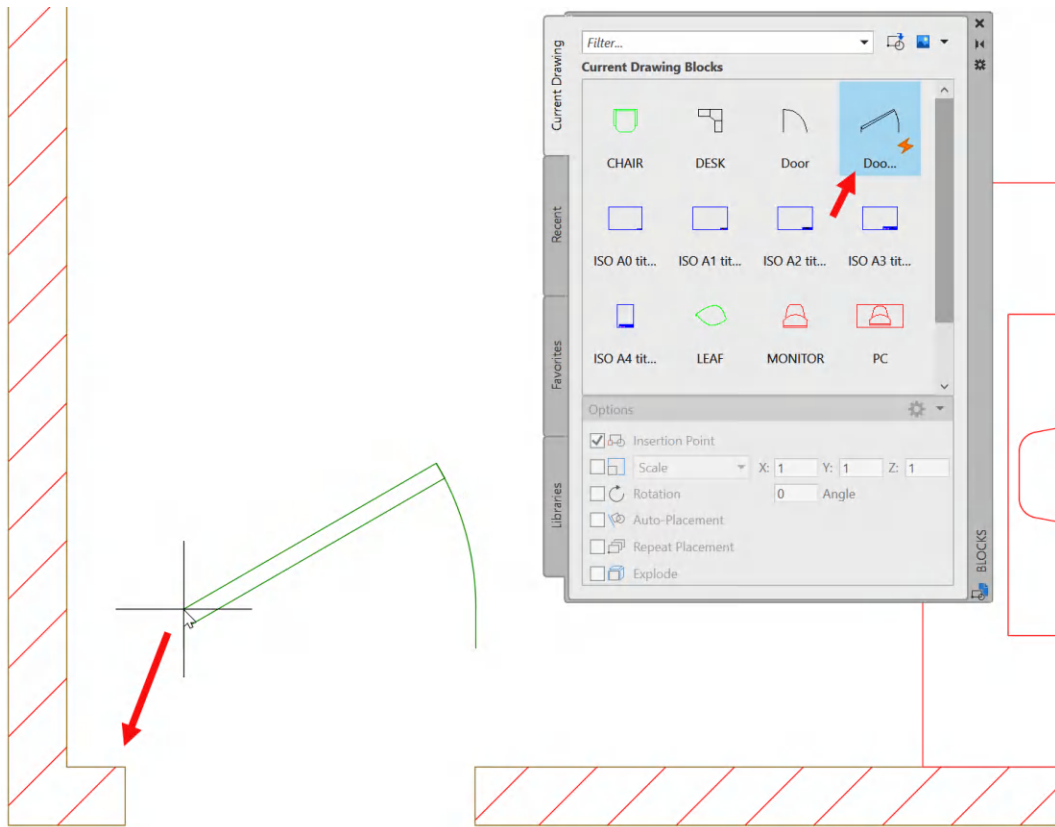 Filter...
Current Drawing Blocks
CHAIR DESK Door Doo...
ISO A0 tit... ISO A1 tit... ISO A2 tit... ISO A3 tit...
ISO A4 tit... LEAF MONITOR PC
Options
Insertion Point
Scale X: 1 Y: 1 Z: 1
Rotation 0 Angle
Auto-Placement
Repeat Placement
Explode
Current Drawing
Recent
Favorites
Libraries
BLOCKS